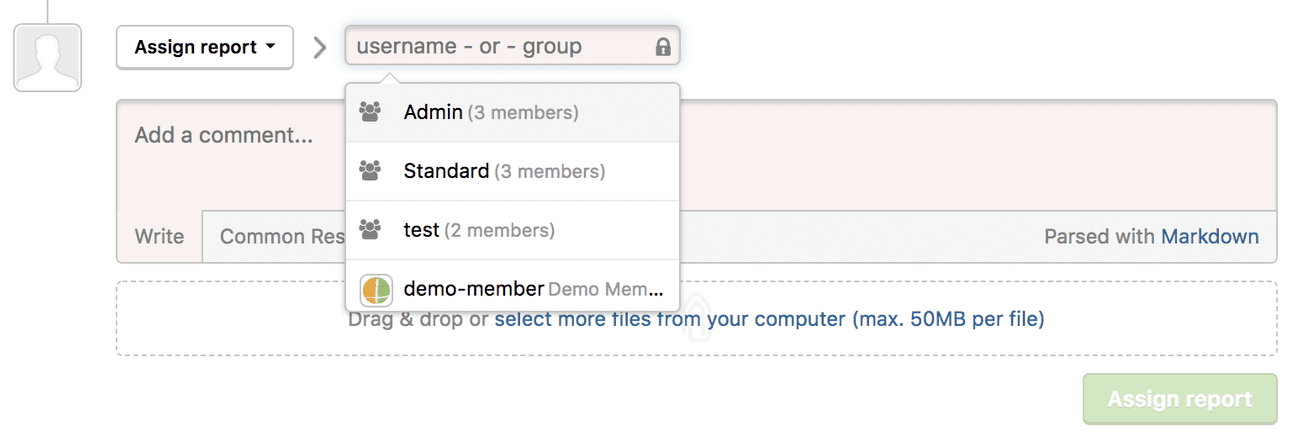 Assign report
username - or - group
Admin (3 members)
Add a comment...
Standard (3 members)
test (2 members)
Write
Common Res
Parsed with Markdown
demo-member Demo Mem...
Drag & drop or select more files from your computer (max. 50MB per file)
Assign report